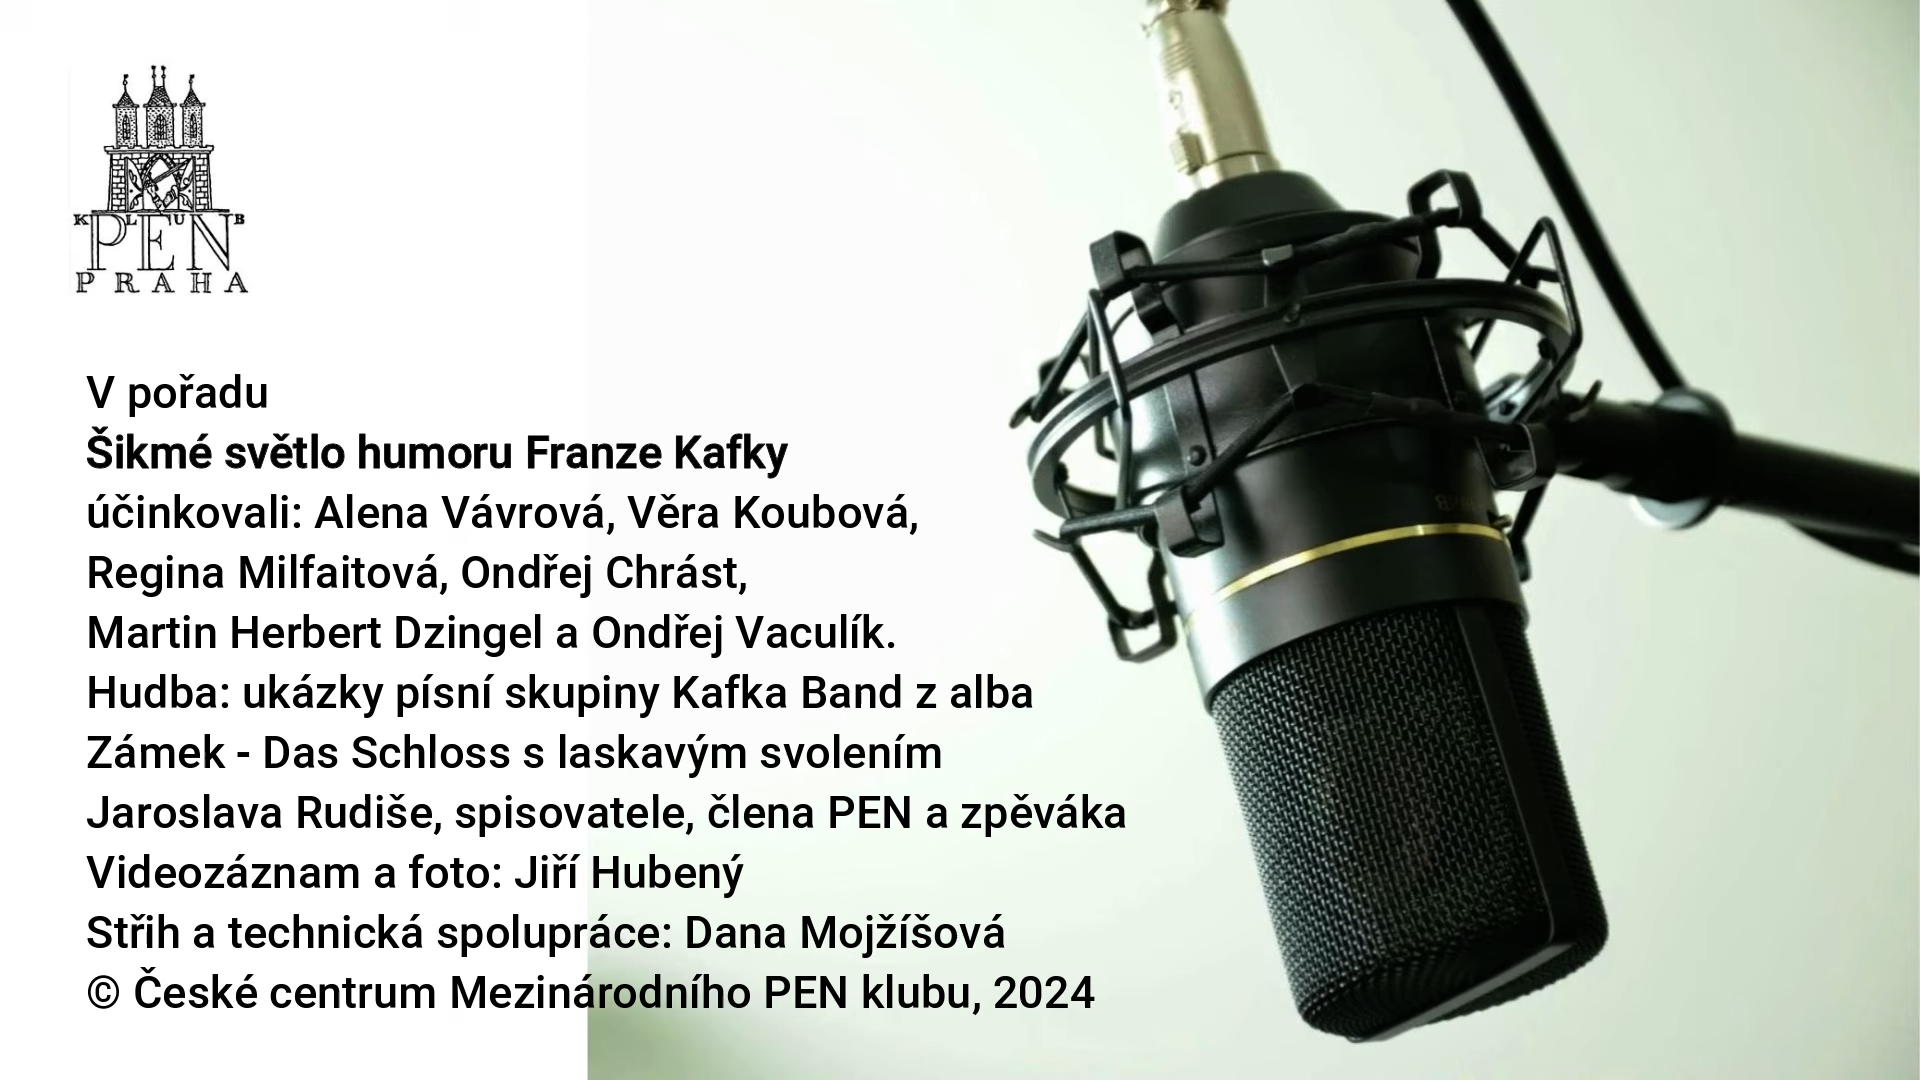 KLUB
PEN
PRAHA
V pořadu
Šikmé světlo humoru Franze Kafky
účinkovali: Alena Vávrová, Věra Koubová,
Regina Milfaitová, Ondřej Chrást,
Martin Herbert Dzingel a Ondřej Vaculík.
Hudba: ukázky písní skupiny Kafka Band z alba
Zámek - Das Schloss s laskavým svolením
Jaroslava Rudiše, spisovatele, člena PEN a zpěváka
Videozáznam a foto: Jiří Hubený
Střih a technická spolupráce: Dana Mojžíšová
© České centrum Mezinárodního PEN klubu, 2024